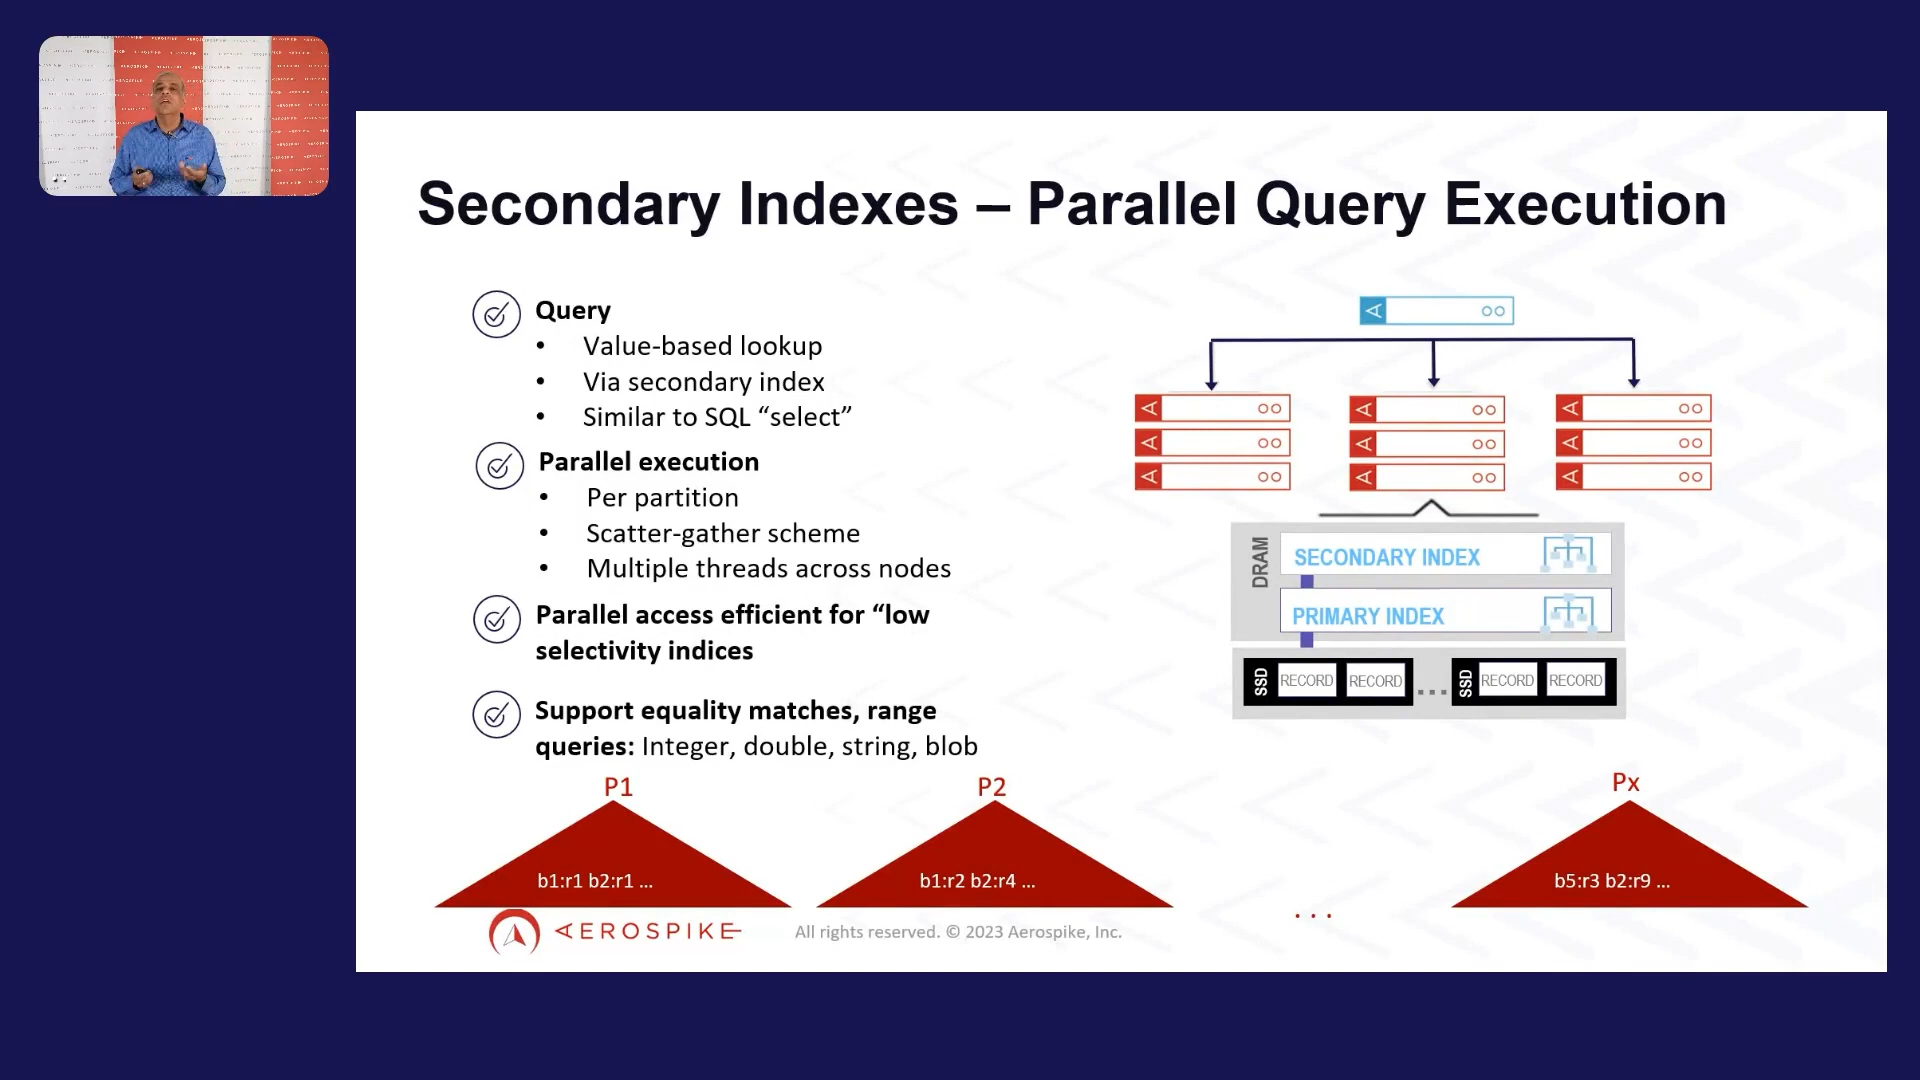 Secondary Indexes – Parallel Query Execution
Query
• Value-based lookup
• Via secondary index
• Similar to SQL “select”
Parallel execution
• Per partition
• Scatter-gather scheme
• Multiple threads across nodes
Parallel access efficient for “low
selectivity indices
Support equality matches, range
queries: Integer, double, string, blob
DRAM
SECONDARY INDEX
PRIMARY INDEX
SSD RECORD RECORD ... SSD RECORD RECORD
P1
P2
Px
b1:r1 b2:r1 ...
b1:r2 b2:r4 ...
...
b5:r3 b2:r9 ...
AEROSPIKE
All rights reserved. © 2023 Aerospike, Inc.